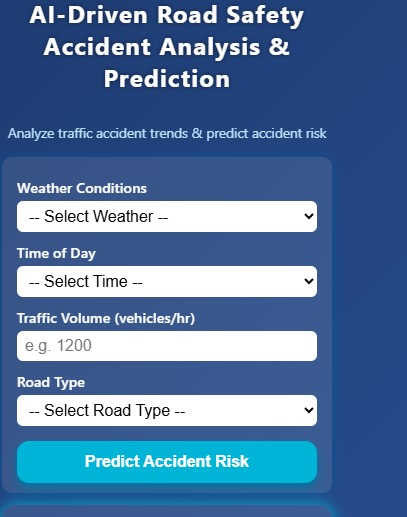 AI-Driven Road Safety
Accident Analysis &
Prediction
Analyze traffic accident trends & predict accident risk
Weather Conditions
-- Select Weather --
Time of Day
-- Select Time --
Traffic Volume (vehicles/hr)
e.g. 1200
Road Type
-- Select Road Type --
Predict Accident Risk